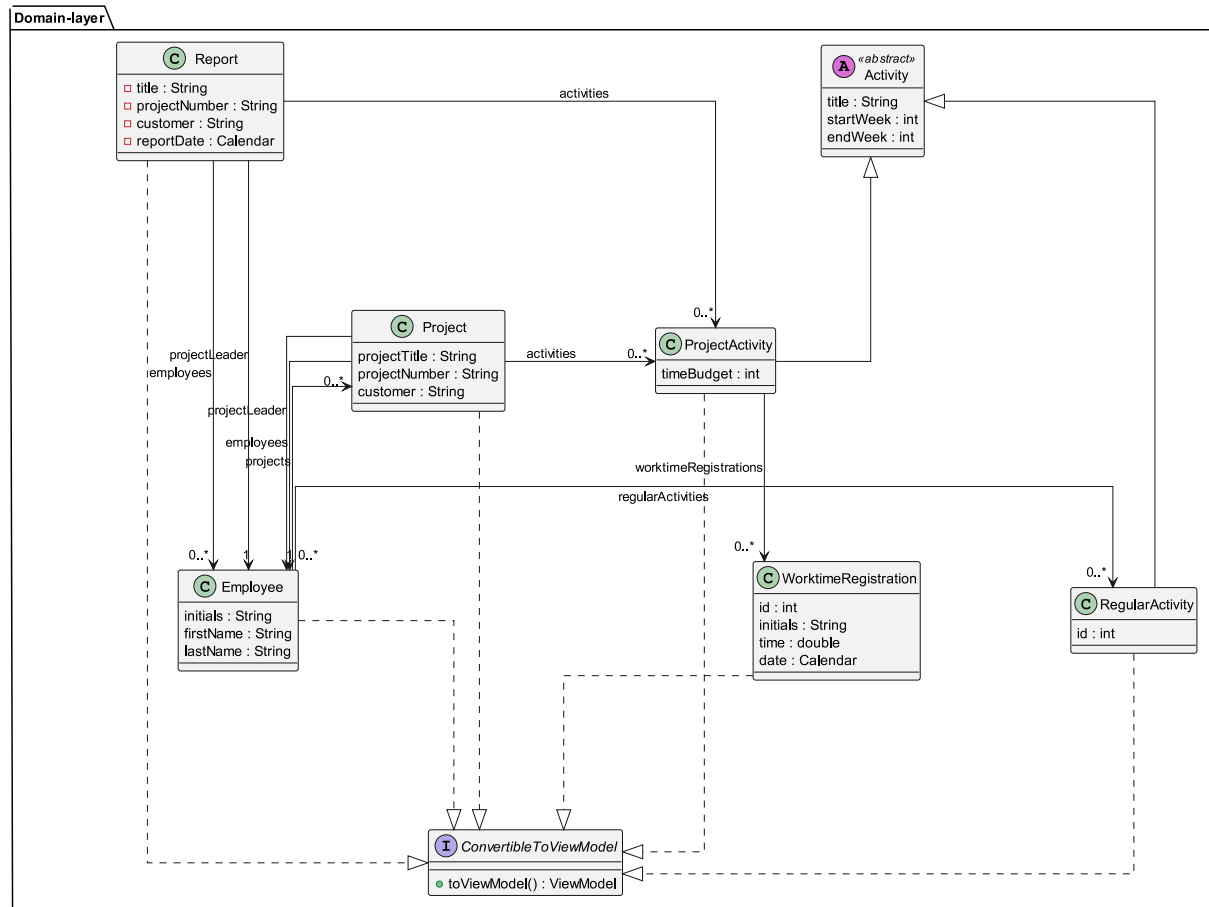 Domain-layer
C Report
title : String
projectNumber : String
customer : String
reportDate : Calendar
A «abstract»
Activity
title : String
startWeek : int
endWeek : int
activities
0..*
C Project
projectTitle : String
projectNumber : String
customer : String
activities
0..*
C ProjectActivity
timeBudget : int
projectLeader
employees
0..*
projectLeader
employees
projects
worktimeRegistrations
regularActivities
0..*
1
1
0..*
0..*
0..*
C Employee
initials : String
firstName : String
lastName : String
C WorktimeRegistration
id : int
initials : String
time : double
date : Calendar
C RegularActivity
id : int
I ConvertibleToViewModel
toViewModel() : ViewModel